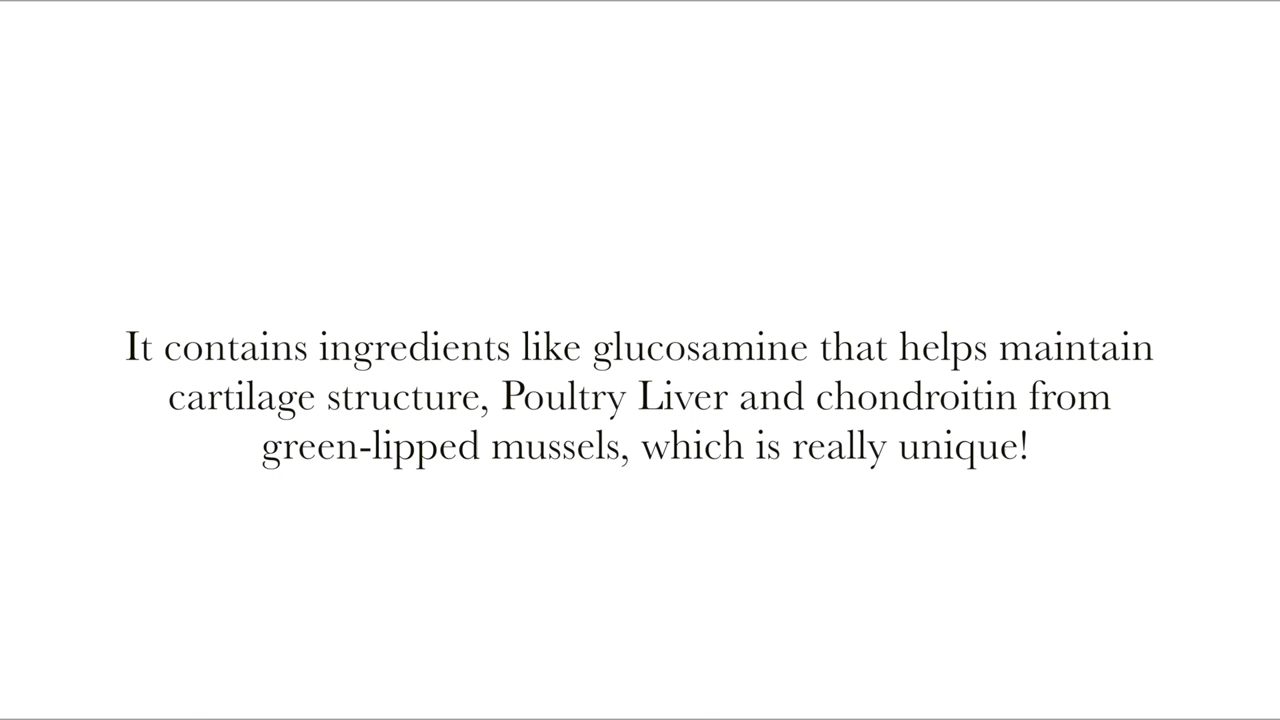 It contains ingredients like glucosamine that helps maintain
cartilage structure, Poultry Liver and chondroitin from
green-lipped mussels, which is really unique!